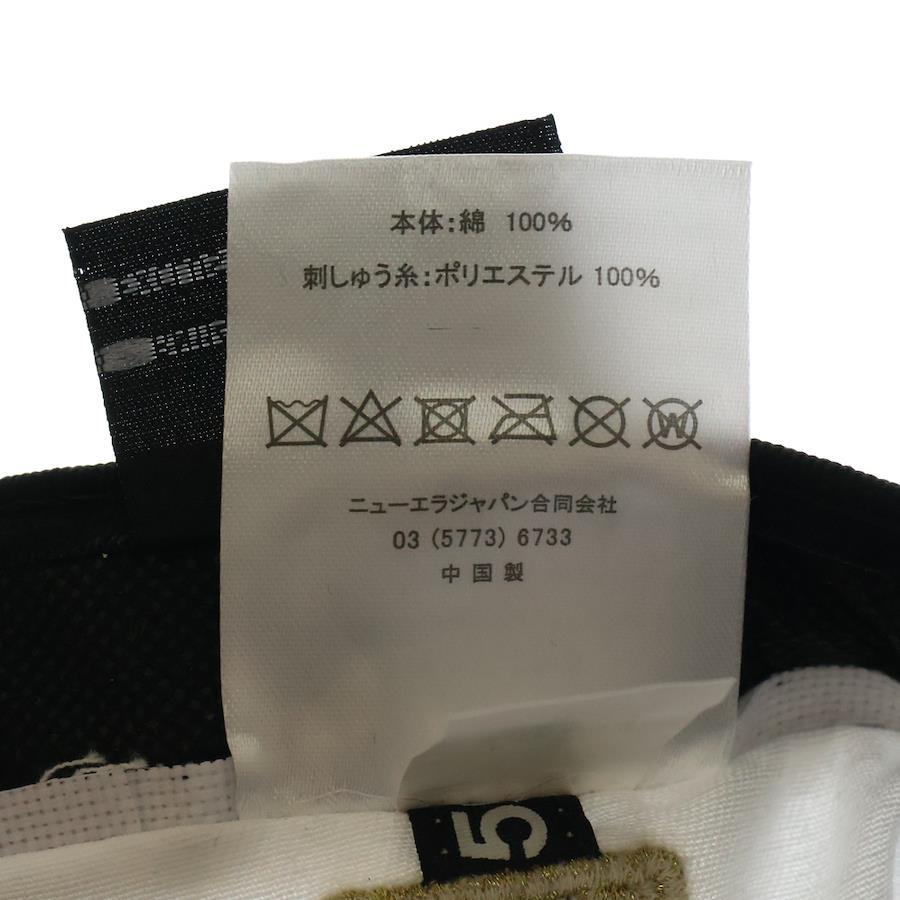 本体:綿 100%
刺しゅう糸:ポリエステル 100%
W
ニューエラジャパン合同会社
03 (5773) 6733
中国製
5